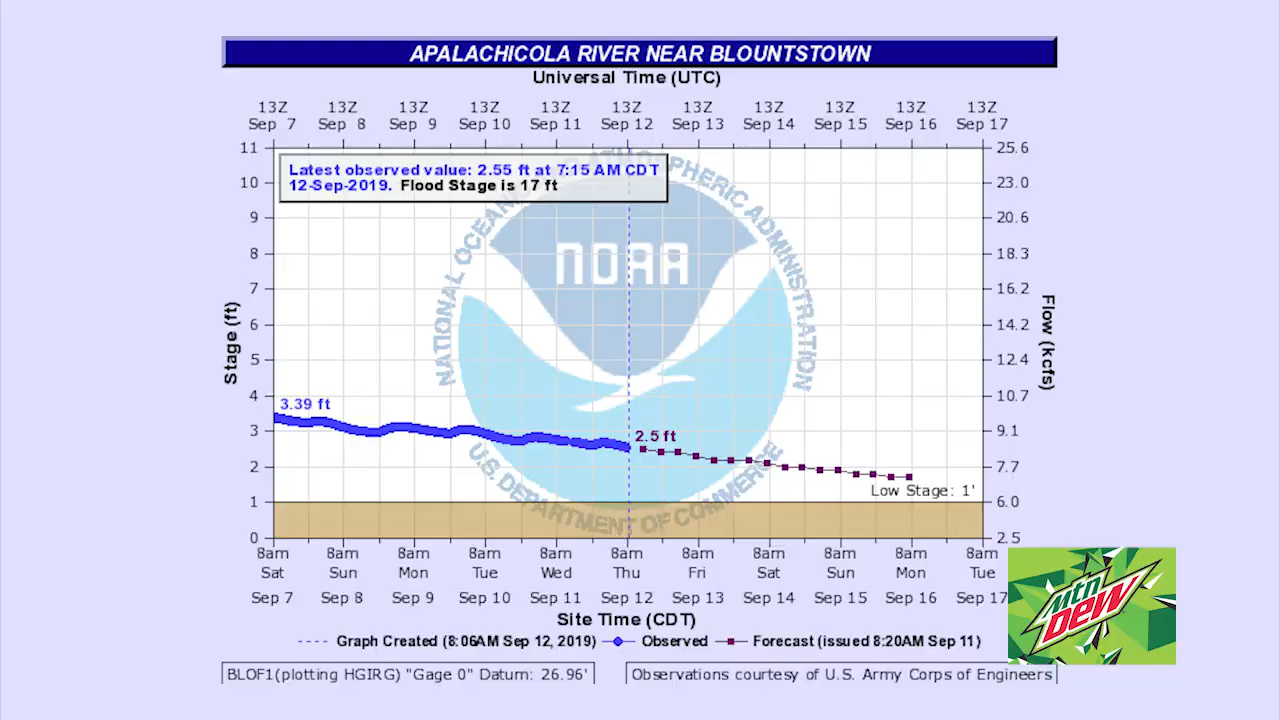 APALACHICOLA RIVER NEAR BLOUNTSTOWN
Universal Time (UTC)
13Z 13Z 13Z 13Z 13Z 13Z 13Z 13Z 13Z 13Z 13Z
Sep 7 Sep 8 Sep 9 Sep 10 Sep 11 Sep 12 Sep 13 Sep 14 Sep 15 Sep 16 Sep 17
Latest observed value: 2.55 ft at 7:15 AM CDT
12-Sep-2019. Flood Stage is 17 ft
11 25.6
10 23.0
9 20.6
8 18.3
7 16.2
6 14.2
5 12.4
4 10.7
3 9.1
2 7.7
1 6.0
0 2.5
Stage (ft)
Flow (kcfs)
NATIONAL OCEANIC AND ATMOSPHERIC ADMINISTRATION
NOAA
U.S. DEPARTMENT OF COMMERCE
3.39 ft
2.5 ft
Low Stage: 1'
8am 8am 8am 8am 8am 8am 8am 8am 8am 8am 8am
Sat Sun Mon Tue Wed Thu Fri Sat Sun Mon Tue
Sep 7 Sep 8 Sep 9 Sep 10 Sep 11 Sep 12 Sep 13 Sep 14 Sep 15 Sep 16 Sep 17
Site Time (CDT)
Graph Created (8:06AM Sep 12, 2019) Observed Forecast (issued 8:20AM Sep 11)
BLOF1(plotting HGIRG) "Gage 0" Datum: 26.96'
Observations courtesy of U.S. Army Corps of Engineers
mtn
DEW